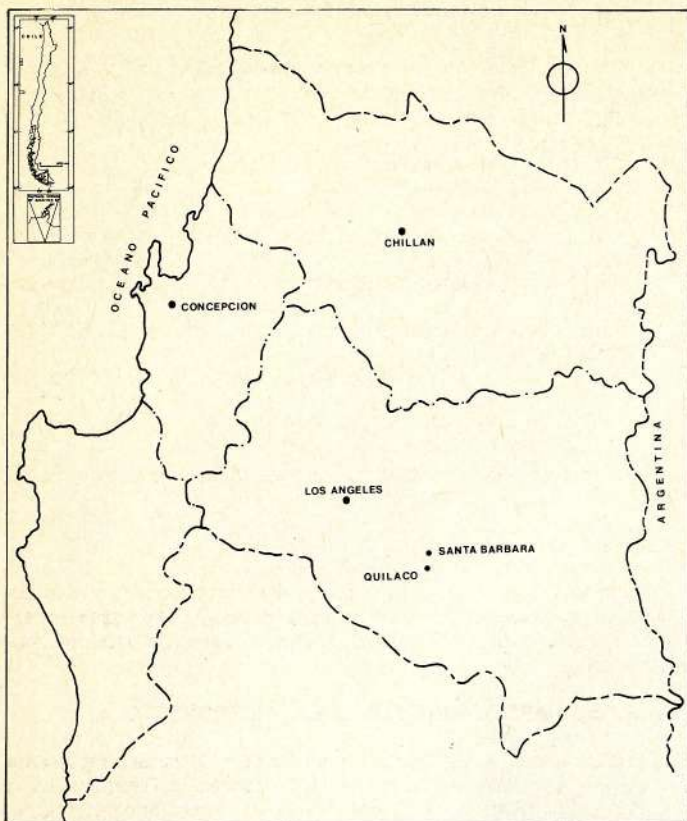 CHILE
N
OCEANO PACIFICO
CHILLAN
CONCEPCION
ARGENTINA
LOS ANGELES
SANTA BARBARA
QUILACO